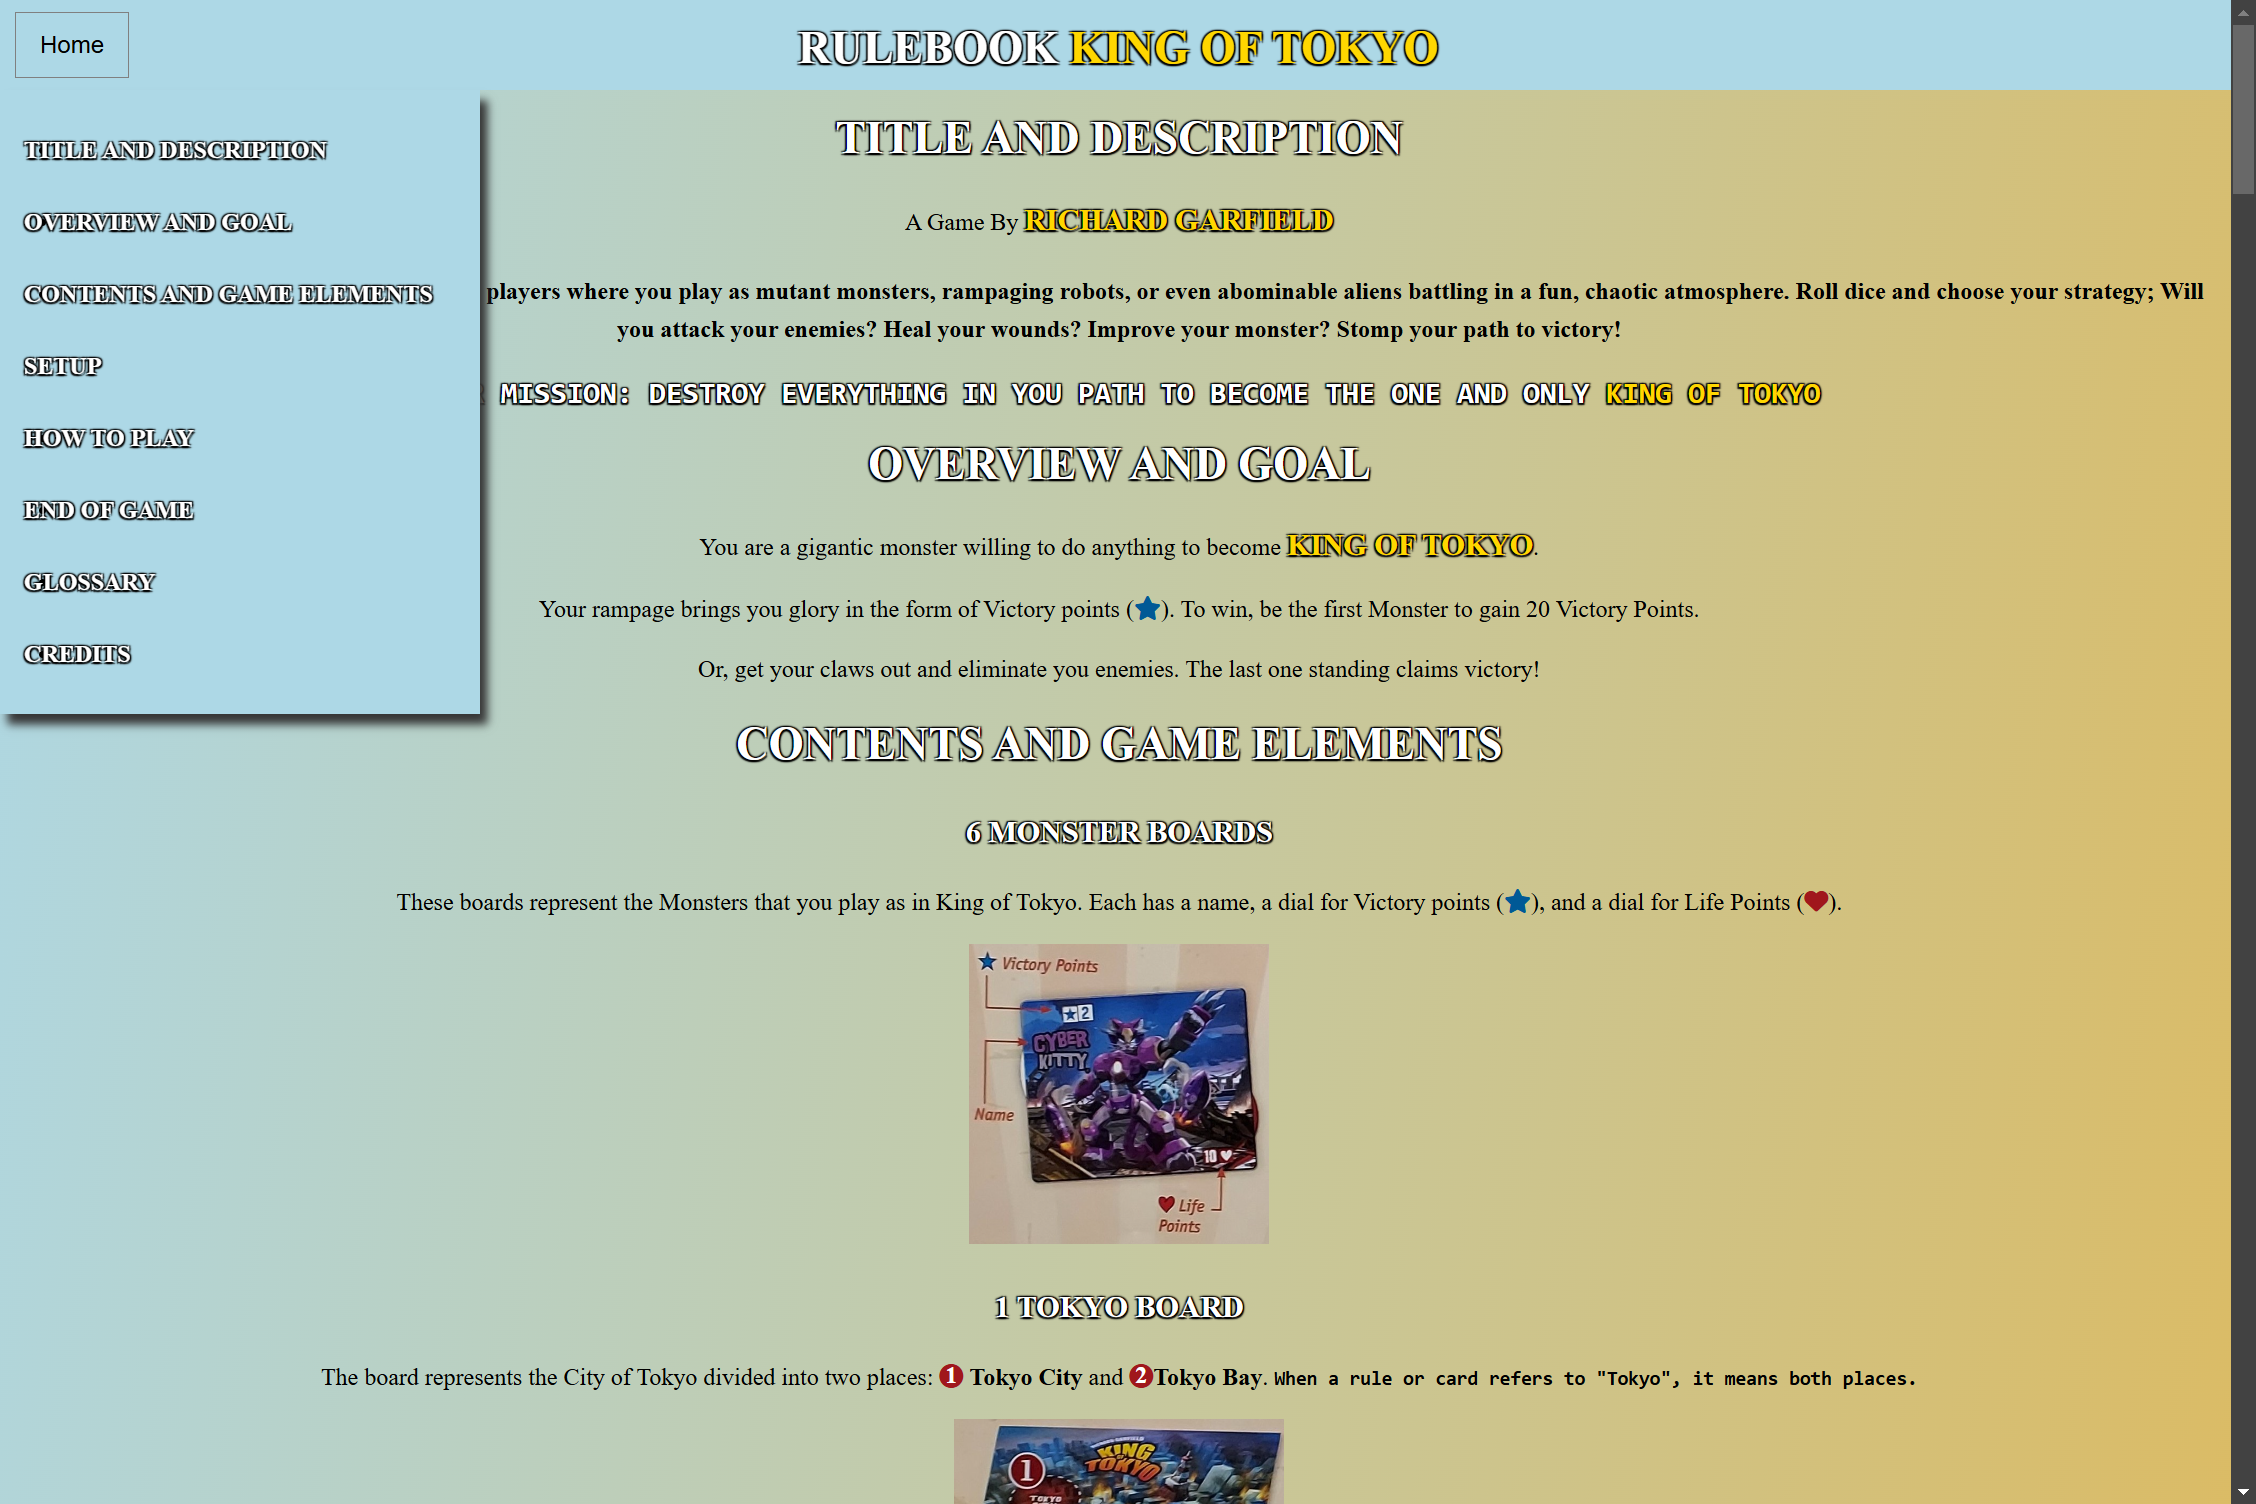 Home
RULEBOOK KING OF TOKYO
TITLE AND DESCRIPTION
OVERVIEW AND GOAL
CONTENTS AND GAME ELEMENTS
SETUP
HOW TO PLAY
END OF GAME
GLOSSARY
CREDITS
TITLE AND DESCRIPTION
A Game By RICHARD GARFIELD
players where you play as mutant monsters, rampaging robots, or even abominable aliens battling in a fun, chaotic atmosphere. Roll dice and choose your strategy; Will
you attack your enemies? Heal your wounds? Improve your monster? Stomp your path to victory!
MISSION: DESTROY EVERYTHING IN YOU PATH TO BECOME THE ONE AND ONLY KING OF TOKYO
OVERVIEW AND GOAL
You are a gigantic monster willing to do anything to become KING OF TOKYO.
Your rampage brings you glory in the form of Victory points (★). To win, be the first Monster to gain 20 Victory Points.
Or, get your claws out and eliminate you enemies. The last one standing claims victory!
CONTENTS AND GAME ELEMENTS
6 MONSTER BOARDS
These boards represent the Monsters that you play as in King of Tokyo. Each has a name, a dial for Victory points (★), and a dial for Life Points (♥).
★ Victory Points
★ 2
CYBER
KITTY
Name
10 ♥
♥ Life
Points
1 TOKYO BOARD
The board represents the City of Tokyo divided into two places: ❶ Tokyo City and ❷Tokyo Bay. When a rule or card refers to "Tokyo", it means both places.
KING OF
TOKYO
1
TOKYO